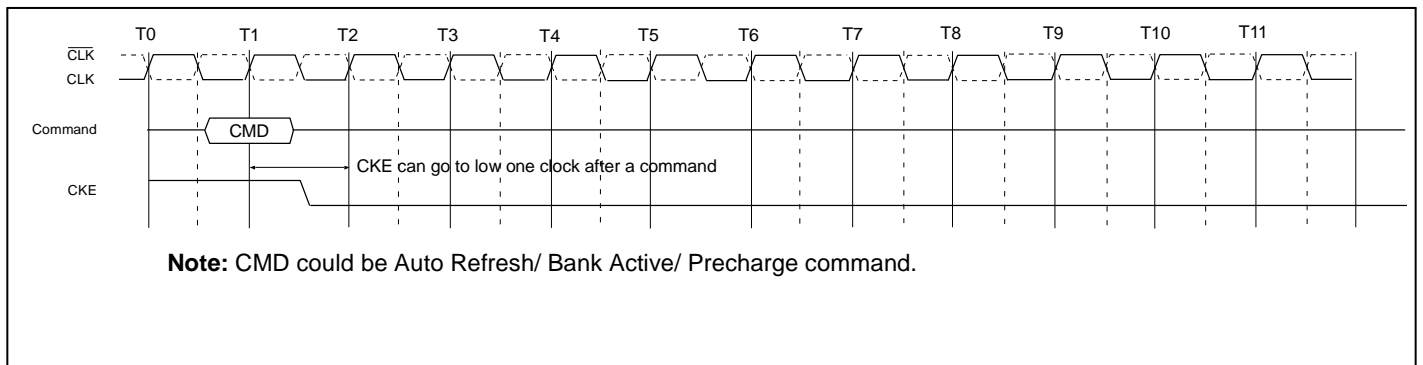 T0 T1 T2 T3 T4 T5 T6 T7 T8 T9 T10 T11
CLK
CLK
Command CMD
CKE can go to low one clock after a command
CKE
Note: CMD could be Auto Refresh/ Bank Active/ Precharge command.